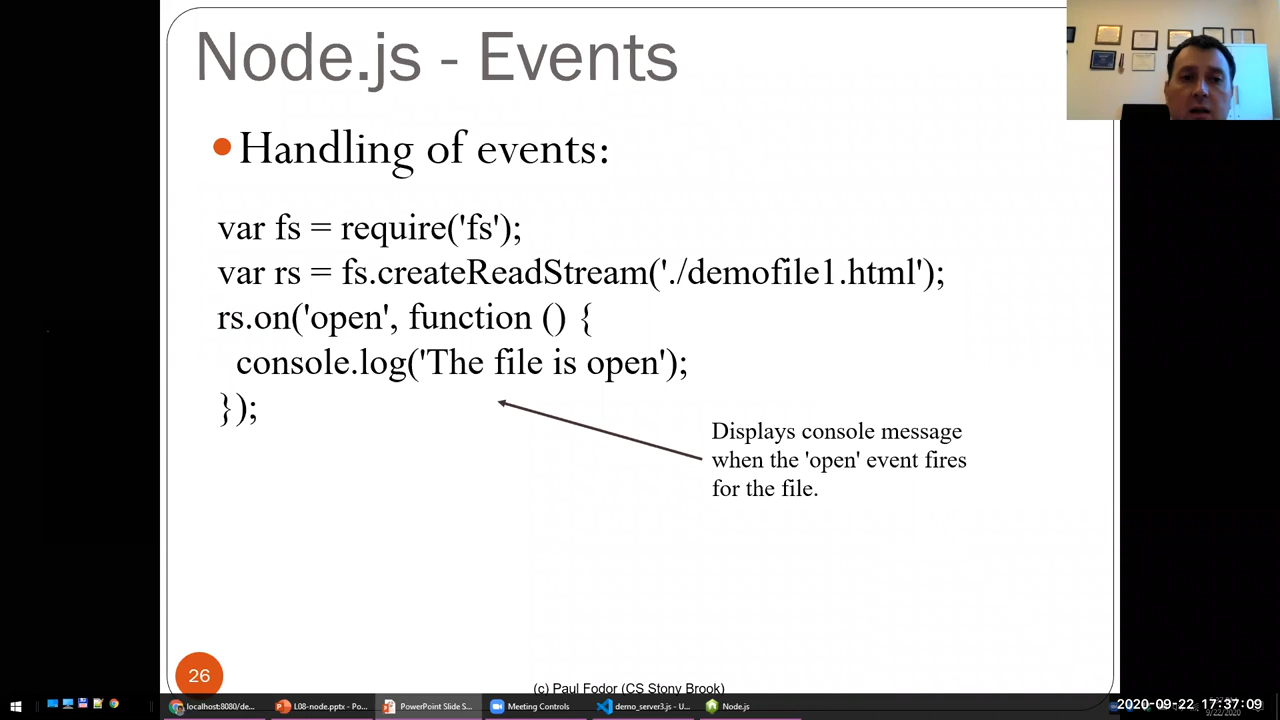 Node.js - Events
Handling of events:
var fs = require('fs');
var rs = fs.createReadStream('./demofile1.html');
rs.on('open', function () {
console.log('The file is open');
});
Displays console message
when the 'open' event fires
for the file.
26
(c) Paul Fodor (CS Stony Brook)
localhost:8080/de...
L08-node.pptx - Po...
PowerPoint Slide S...
Meeting Controls
demo_server3.js - U...
Node.js
2020-09-22 17:37:09